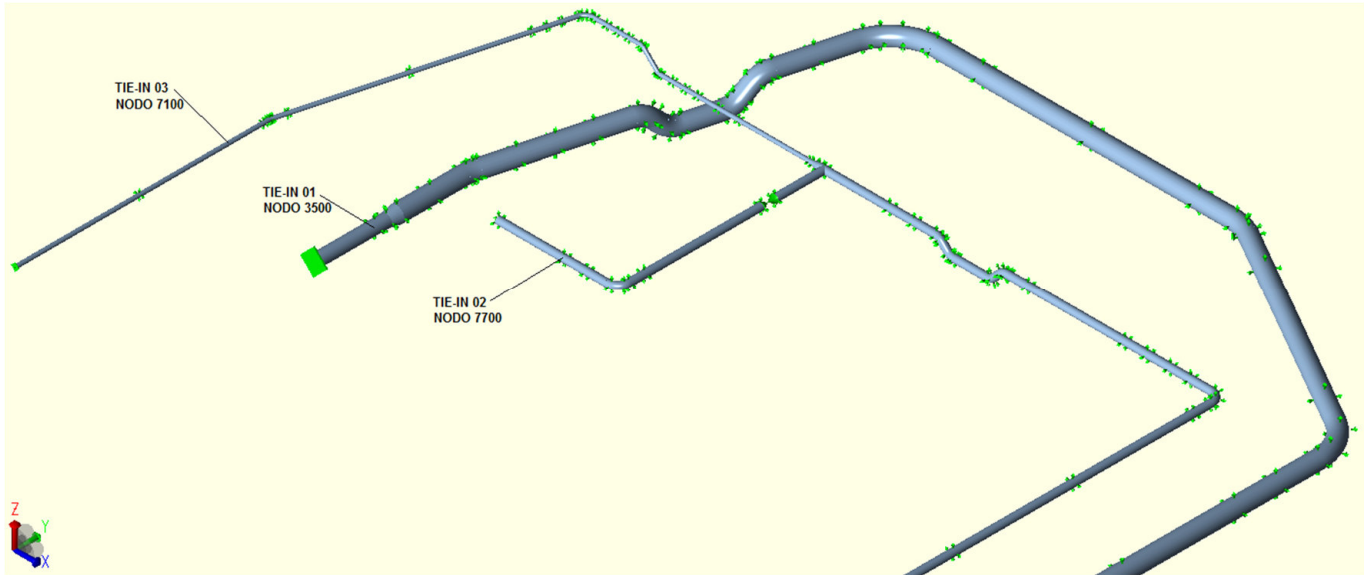 TIE-IN 03
NODO 7100
TIE-IN 01
NODO 3500
TIE-IN 02
NODO 7700
Z
Y
X